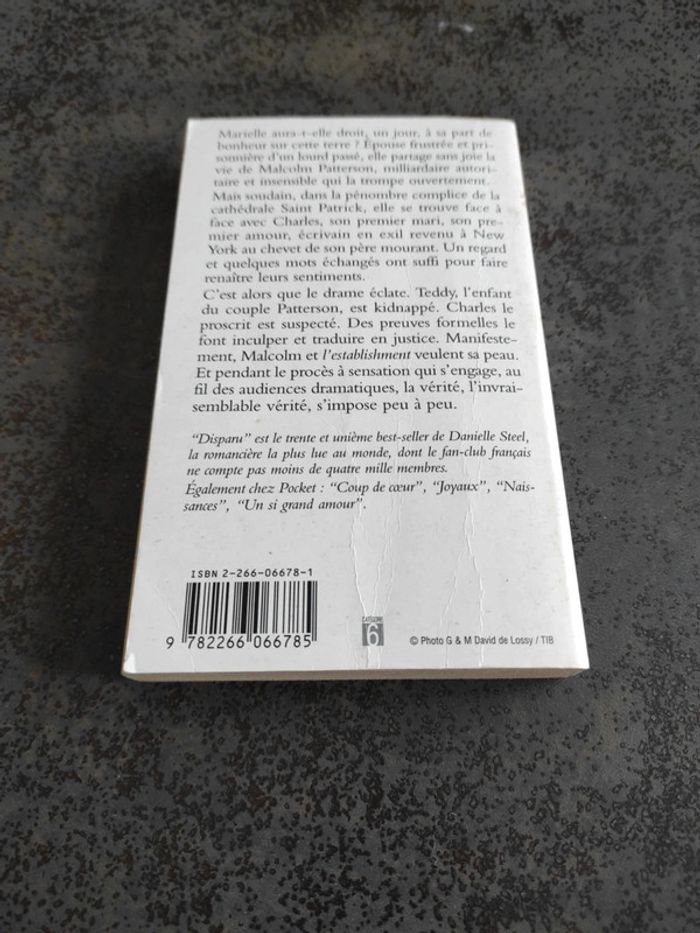 Marielle aura-t-elle droit, un jour, à sa part de
bonheur sur cette terre ? Épouse frustrée et pri-
sonnière d'un lourd passé, elle partage sans joie la
vie de Malcolm Patterson, milliardaire autori-
taire et insensible qui la trompe ouvertement.
Mais soudain, dans la pénombre complice de la
cathédrale Saint Patrick, elle se trouve face à
face avec Charles, son premier mari, son pre-
mier amour, écrivain en exil revenu à New
York au chevet de son père mourant. Un regard
et quelques mots échangés ont suffi pour faire
renaître leurs sentiments.
C'est alors que le drame éclate. Teddy, l'enfant
du couple Patterson, est kidnappé. Charles le
proscrit est suspecté. Des preuves formelles le
font inculper et traduire en justice. Manifeste-
ment, Malcolm et l'establishment veulent sa peau.
Et pendant le procès à sensation qui s'engage, au
fil des audiences dramatiques, la vérité, l'invrai-
semblable vérité, s'impose peu à peu.
"Disparu" est le trente et unième best-seller de Danielle Steel,
la romancière la plus lue au monde, dont le fan-club français
ne compte pas moins de quatre mille membres.
Également chez Pocket : "Coup de cœur", "Joyaux", "Nais-
sances", "Un si grand amour".
ISBN 2-266-06678-1
9 782266 066785
CATÉGORIE
6
© Photo G & M David de Lossy / TIB